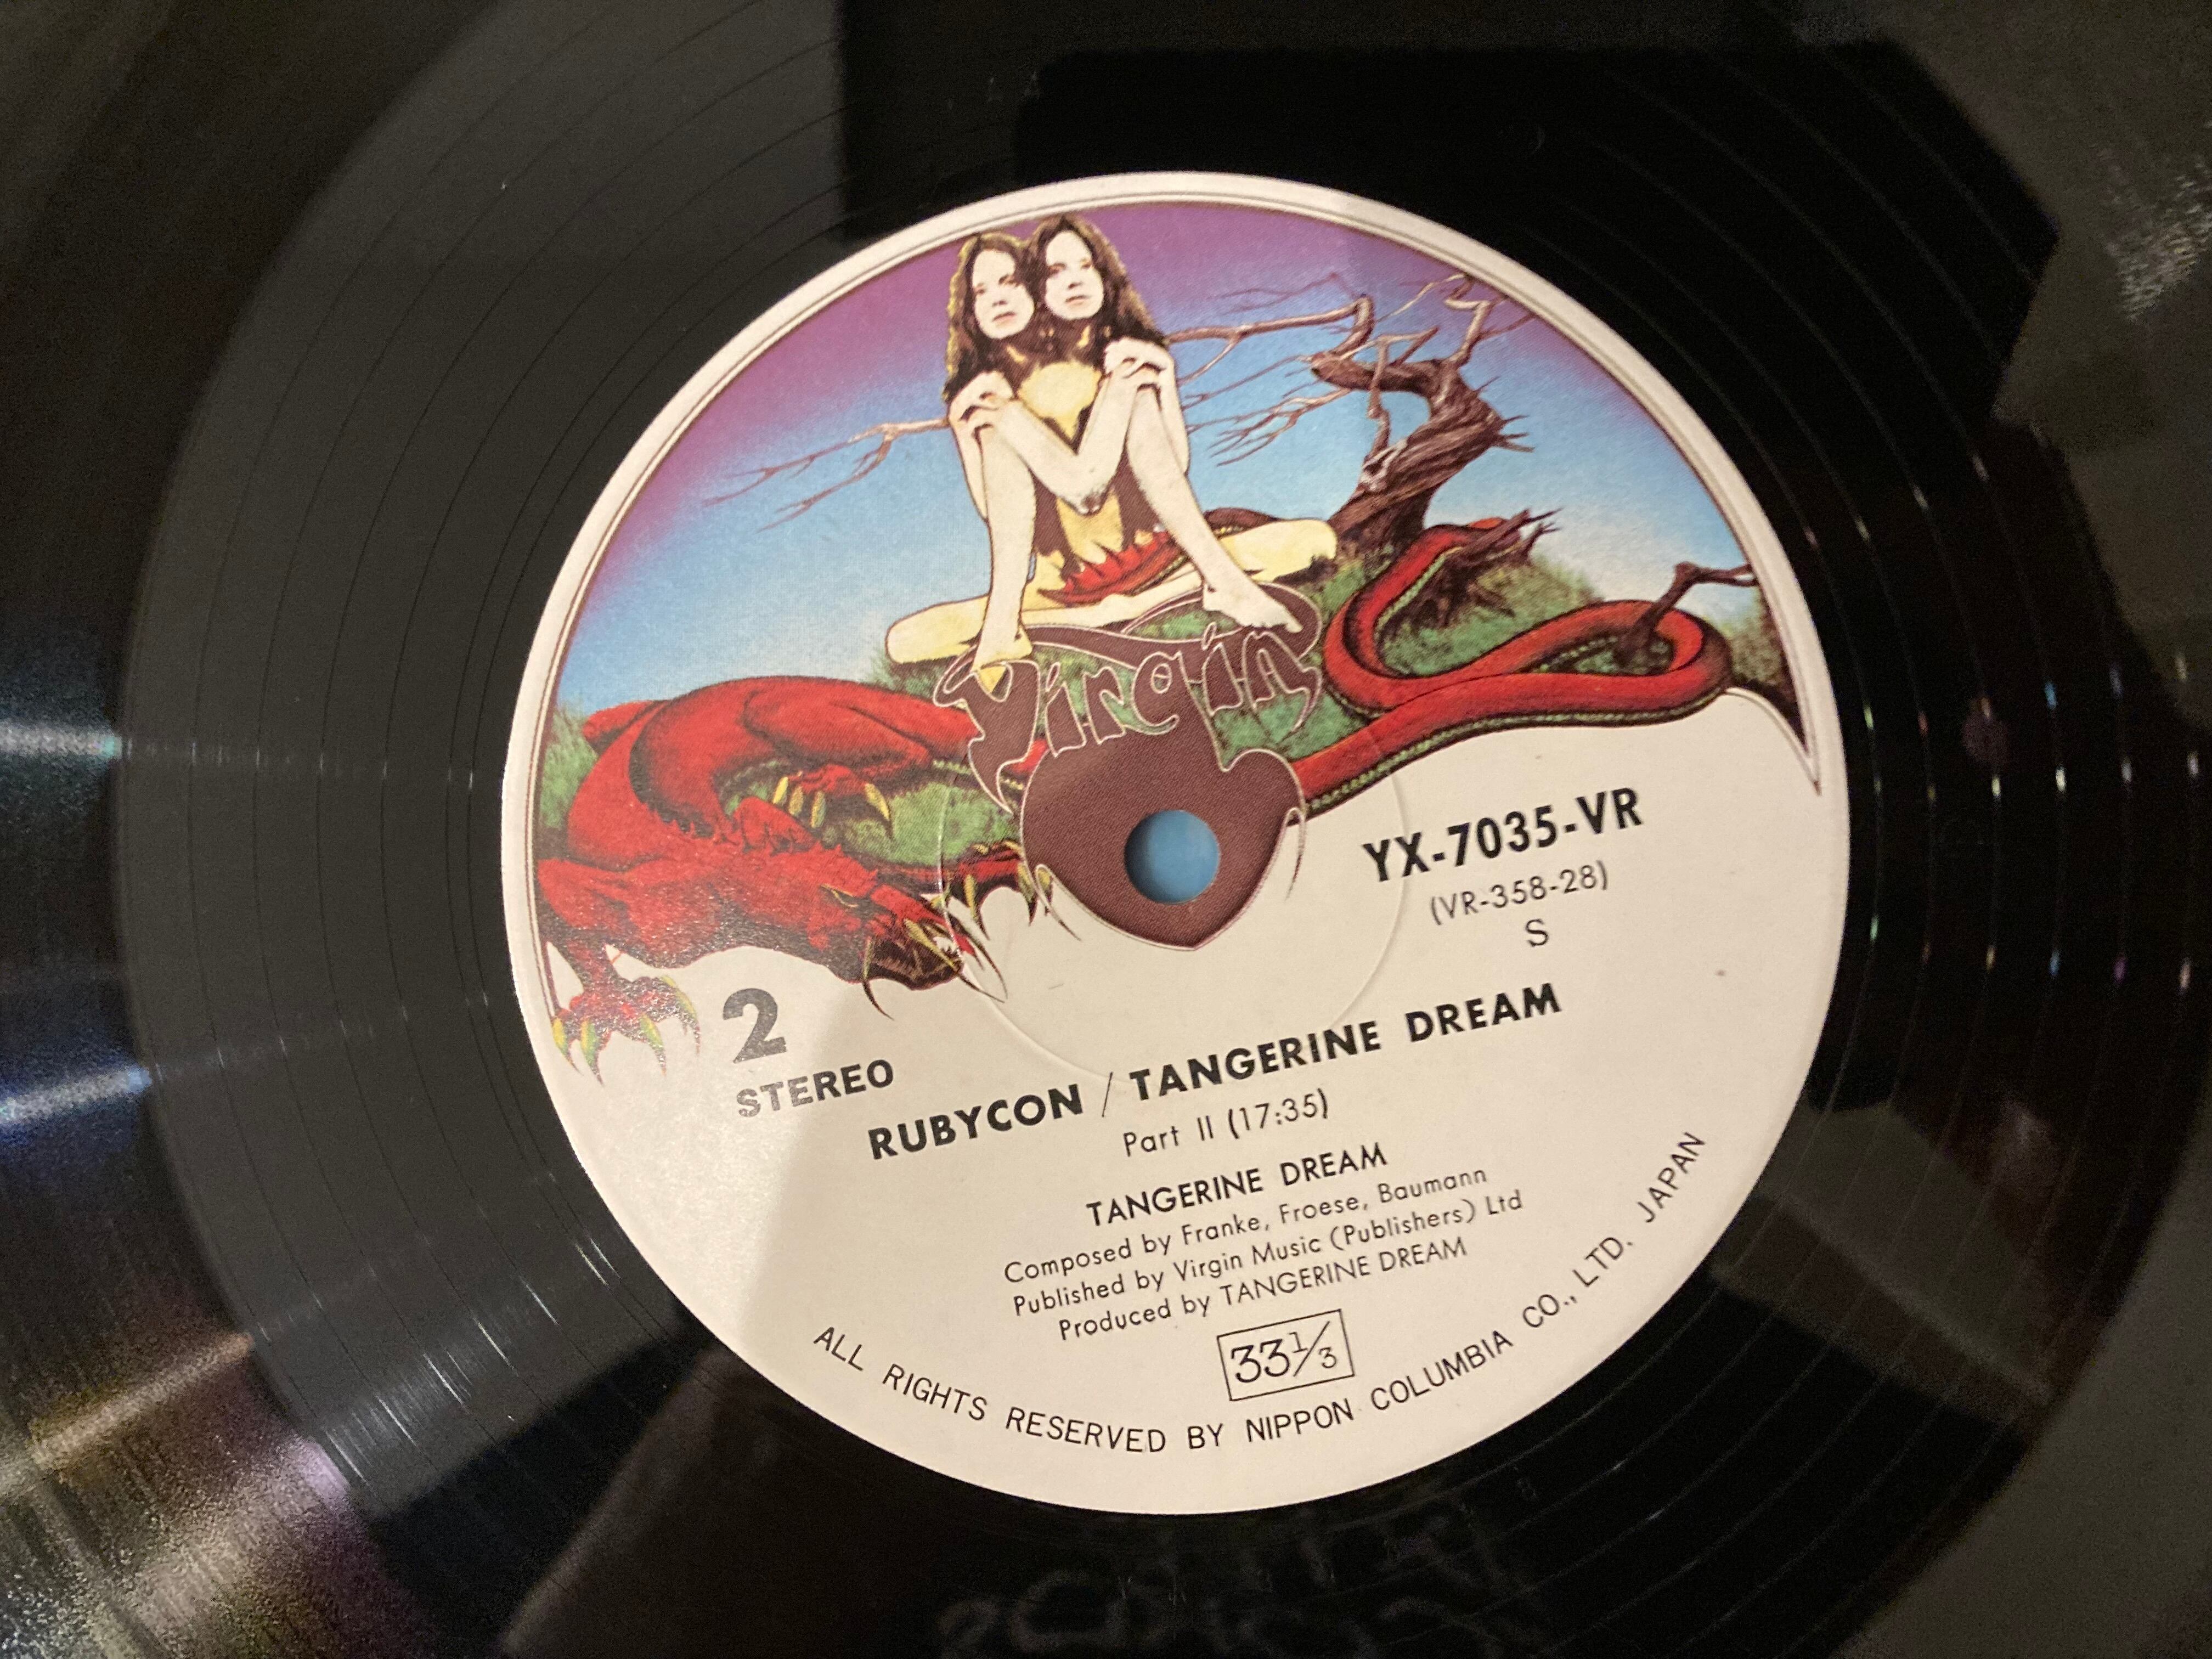 Virgin
YX-7035-VR
(VR-358-28)
S
2
STEREO
RUBYCON / TANGERINE DREAM
Part II (17:35)
TANGERINE DREAM
Composed by Franke, Froese, Baumann
Published by Virgin Music (Publishers) Ltd
Produced by TANGERINE DREAM
33 1/3
ALL RIGHTS RESERVED BY NIPPON COLUMBIA CO., LTD. JAPAN